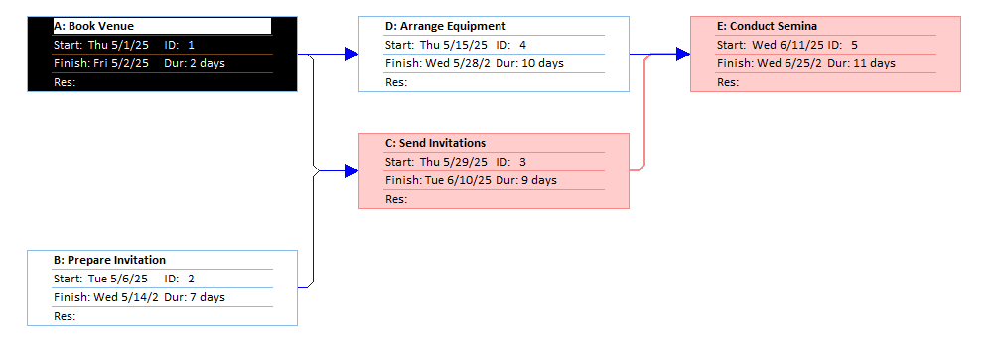 A: Book Venue
Start: Thu 5/1/25 ID: 1
Finish: Fri 5/2/25 Dur: 2 days
Res:
D: Arrange Equipment
Start: Thu 5/15/25 ID: 4
Finish: Wed 5/28/2 Dur: 10 days
Res:
E: Conduct Semina
Start: Wed 6/11/25 ID: 5
Finish: Wed 6/25/2 Dur: 11 days
Res:
C: Send Invitations
Start: Thu 5/29/25 ID: 3
Finish: Tue 6/10/25 Dur: 9 days
Res:
B: Prepare Invitation
Start: Tue 5/6/25 ID: 2
Finish: Wed 5/14/2 Dur: 7 days
Res: